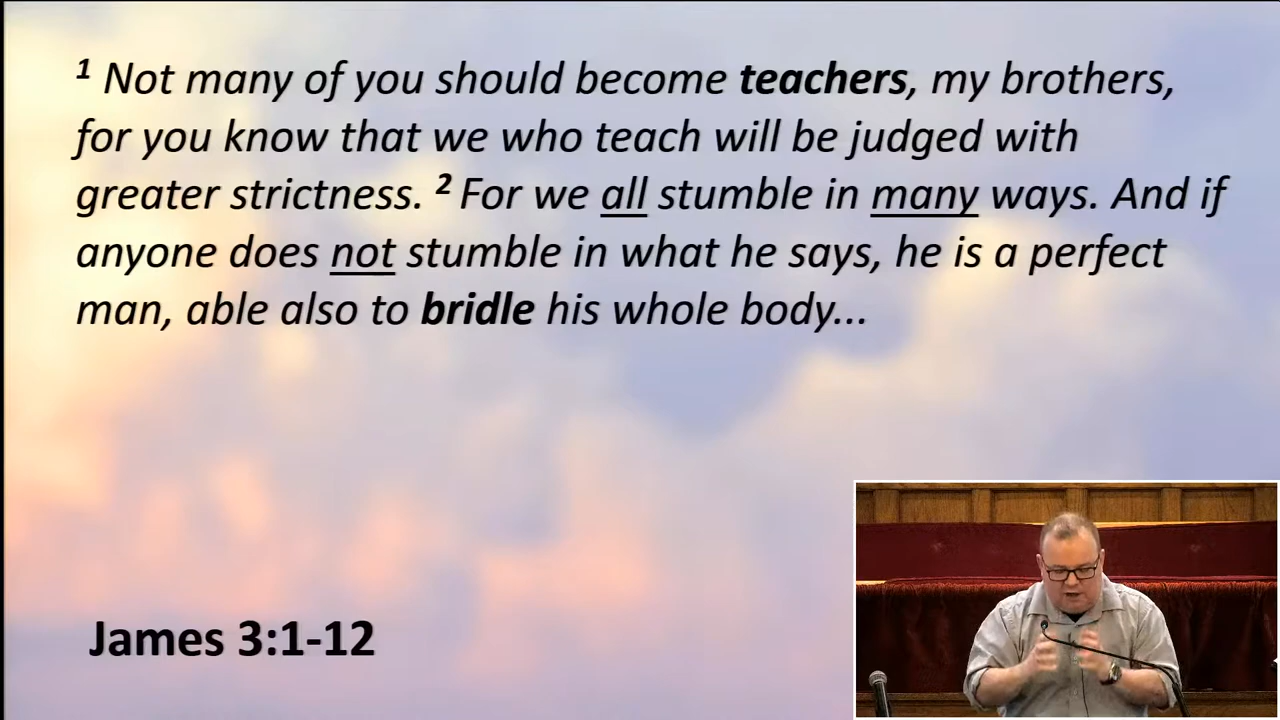 1 Not many of you should become teachers, my brothers,
for you know that we who teach will be judged with
greater strictness. 2 For we all stumble in many ways. And if
anyone does not stumble in what he says, he is a perfect
man, able also to bridle his whole body...
James 3:1-12